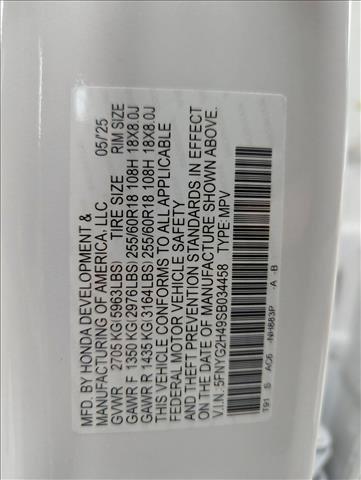 MFD. BY HONDA DEVELOPMENT &
MANUFACTURING OF AMERICA, LLC 05/'25
GVWR 2705 KG(5963LBS) TIRE SIZE RIM SIZE
GAWR F 1350 KG(2976LBS) 255/60R18 108H 18X8.0J
GAWR R 1435 KG(3164LBS) 255/60R18 108H 18X8.0J
THIS VEHICLE CONFORMS TO ALL APPLICABLE
FEDERAL MOTOR VEHICLE SAFETY
AND THEFT PREVENTION STANDARDS IN EFFECT
ON THE DATE OF MANUFACTURE SHOWN ABOVE.
V.I.N.: 5FNYG2H49SB034458 TYPE: MPV
T91 S AC5 NH883P -A -B